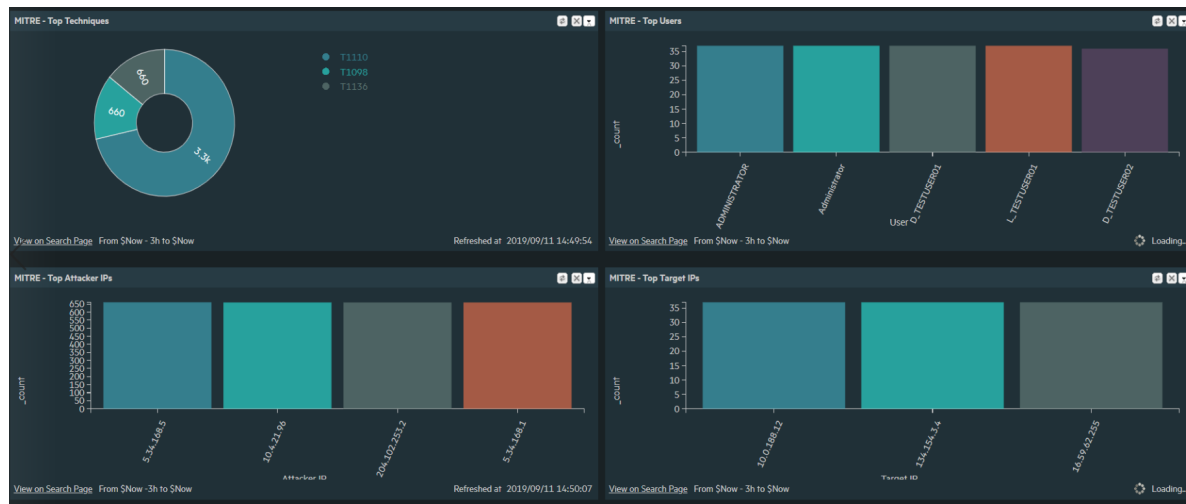 MITRE - Top Techniques
T1110
T1098
T1136
660
660
3.3k
View on Search Page From $Now - 3h to $Now
Refreshed at 2019/09/11 14:49:54
MITRE - Top Users
_count
35
30
25
20
15
10
5
0
ADMINISTRATOR
Administrator
D_TESTUSER01
L_TESTUSER01
D_TESTUSER02
User
View on Search Page From $Now - 3h to $Now
Loading..
MITRE - Top Attacker IPs
_count
650
600
550
500
450
400
350
300
250
200
150
100
50
0
5.34.168.5
10.4.21.96
204.102.253.2
5.34.168.1
Attacker IP
View on Search Page From $Now -3h to $Now
Refreshed at 2019/09/11 14:50:07
MITRE - Top Target IPs
_count
35
30
25
20
15
10
5
0
10.0.188.12
134.154.3.4
16.59.62.255
Target IP
View on Search Page From $Now -3h to $Now
Loading..